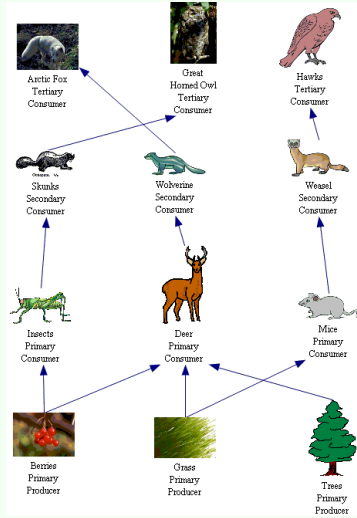 Arctic Fox
Tertiary
Consumer
Great
Horned Owl
Tertiary
Consumer
Hawks
Tertiary
Consumer
Skunks
Secondary
Consumer
Wolverine
Secondary
Consumer
Weasel
Secondary
Consumer
Insects
Primary
Consumer
Deer
Primary
Consumer
Mice
Primary
Consumer
Berries
Primary
Producer
Grass
Primary
Producer
Trees
Primary
Producer